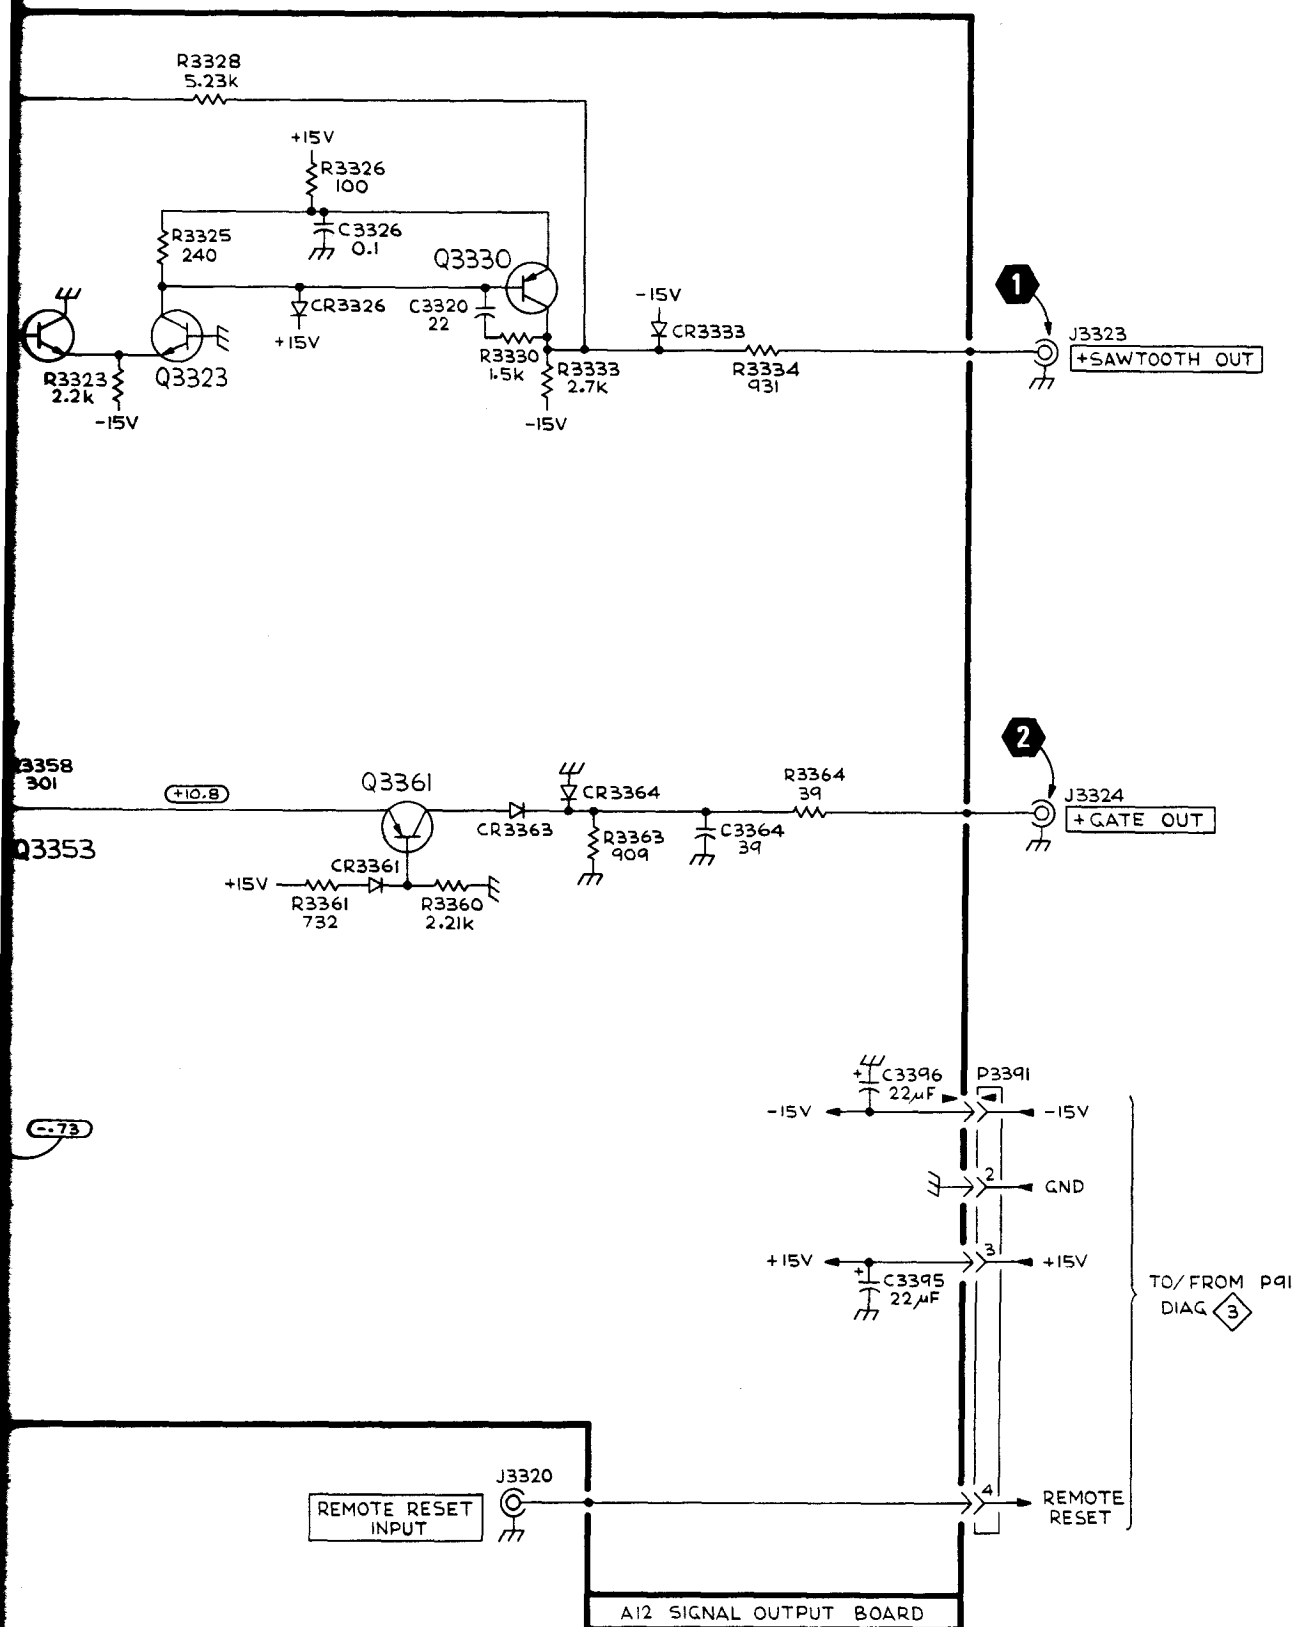 R3328
5.23k
+15V
R3326
100
R3325
240
C3326
0.1
Q3330
CR3326
+15V
C3320
22
-15V
CR3333
1
J3323
+SAWTOOTH OUT
R3323
2.2k
-15V
Q3323
R3330
1.5k
R3333
2.7k
-15V
R3334
931
3358
301
+10.8
Q3361
CR3363
CR3364
R3363
909
C3364
39
R3364
39
2
J3324
+GATE OUT
Q3353
+15V
CR3361
R3361
732
R3360
2.21k
+
C3396
22µF
P3391
-15V
-15V
-.73
2
GND
+15V
3
+15V
+
C3395
22µF
TO/FROM P91
DIAG 3
J3320
REMOTE RESET
INPUT
4
REMOTE
RESET
A12 SIGNAL OUTPUT BOARD